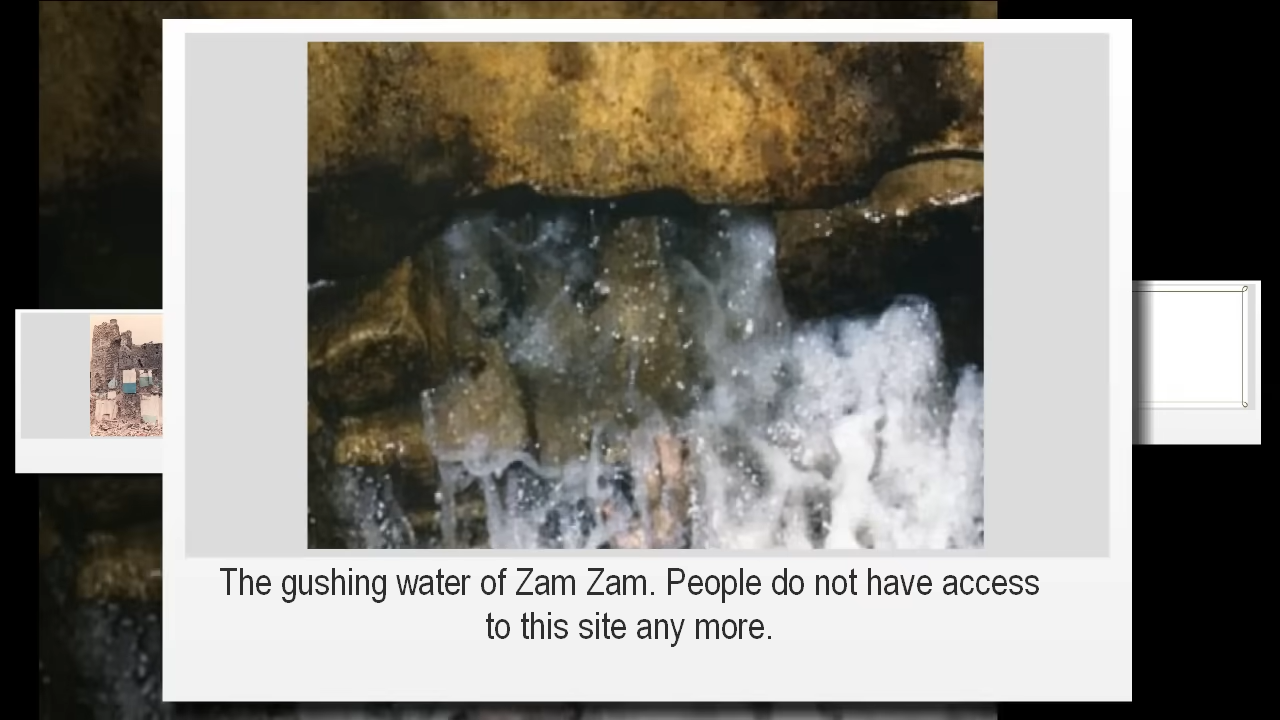 The gushing water of Zam Zam. People do not have access
to this site any more.